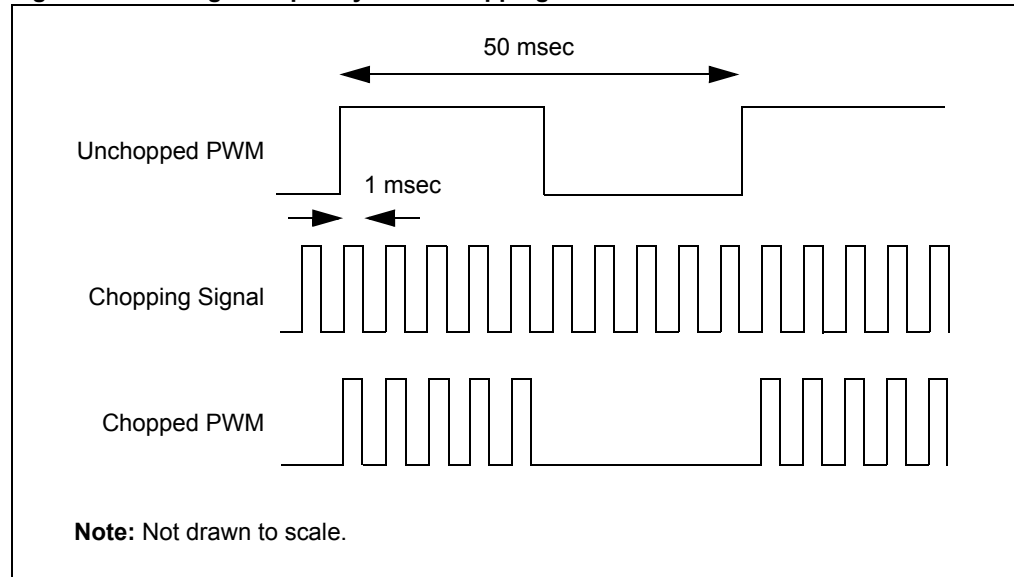 50 msec
Unchopped PWM
1 msec
Chopping Signal
Chopped PWM
Note: Not drawn to scale.